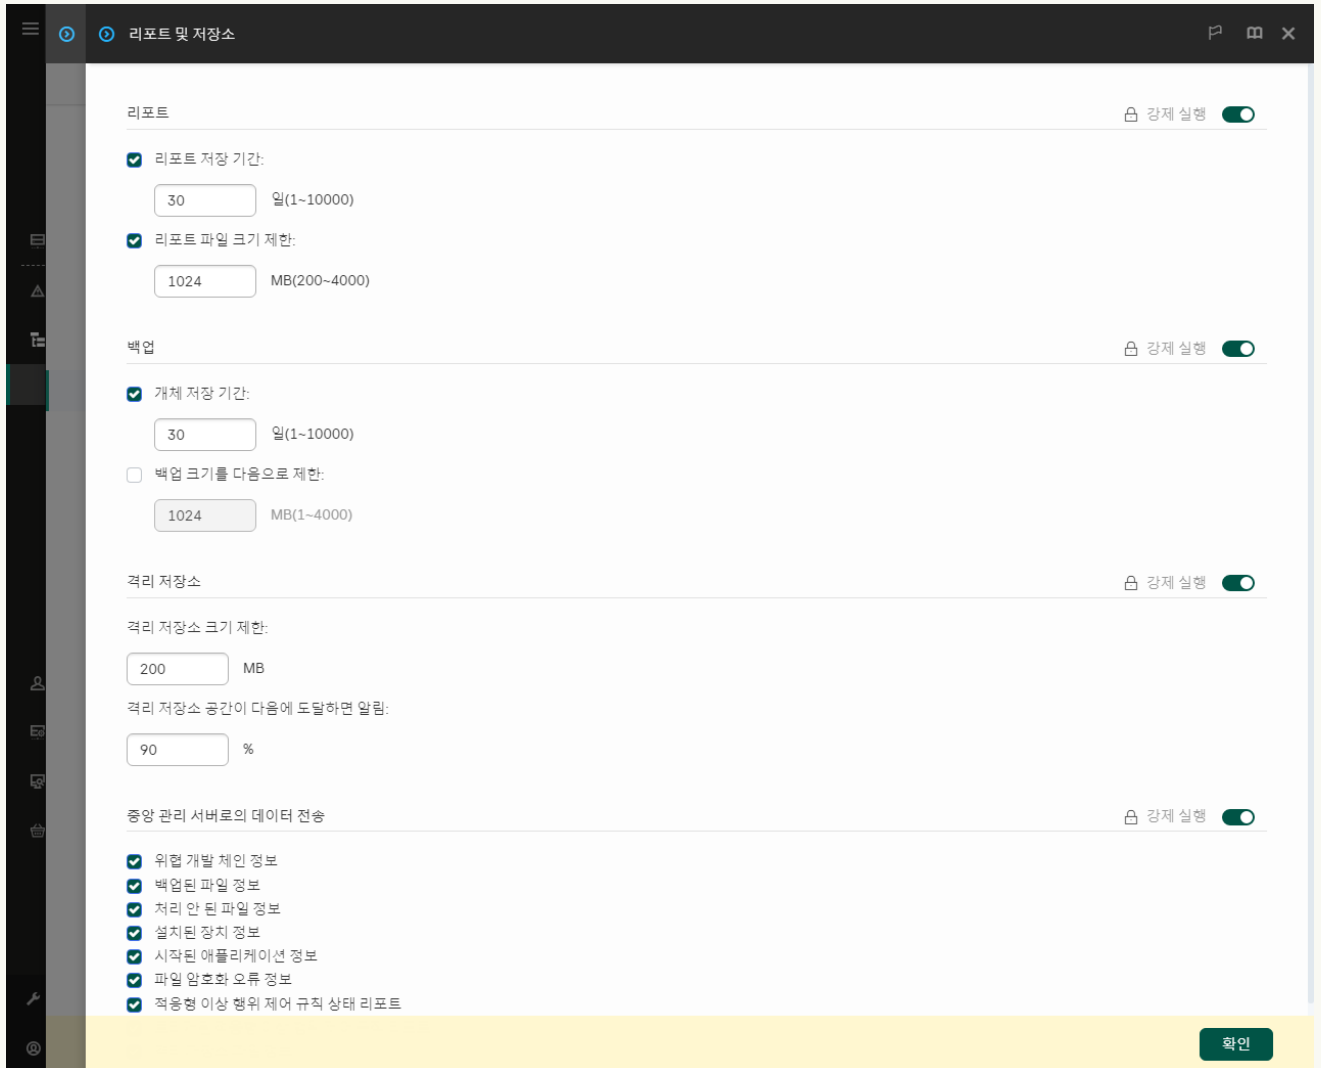 리포트 및 저장소
리포트
강제 실행
리포트 저장 기간:
30 일(1~10000)
리포트 파일 크기 제한:
1024 MB(200~4000)
백업
강제 실행
개체 저장 기간:
30 일(1~10000)
백업 크기를 다음으로 제한:
1024 MB(1~4000)
격리 저장소
강제 실행
격리 저장소 크기 제한:
200 MB
격리 저장소 공간이 다음에 도달하면 알림:
90 %
중앙 관리 서버로의 데이터 전송
강제 실행
위협 개발 체인 정보
백업된 파일 정보
처리 안 된 파일 정보
설치된 장치 정보
시작된 애플리케이션 정보
파일 암호화 오류 정보
적응형 이상 행위 제어 규칙 상태 리포트
확인